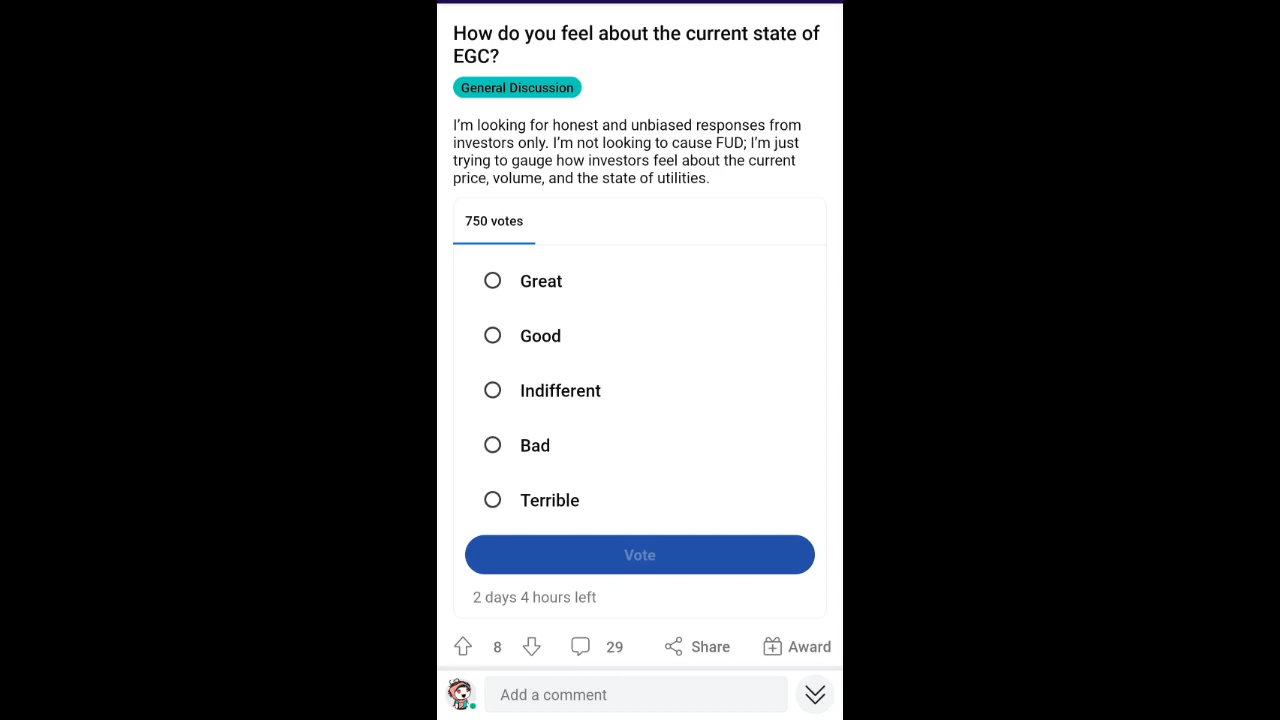 How do you feel about the current state of
EGC?
General Discussion
I'm looking for honest and unbiased responses from
investors only. I'm not looking to cause FUD; I'm just
trying to gauge how investors feel about the current
price, volume, and the state of utilities.
750 votes
Great
Good
Indifferent
Bad
Terrible
Vote
2 days 4 hours left
8 29 Share Award
Add a comment